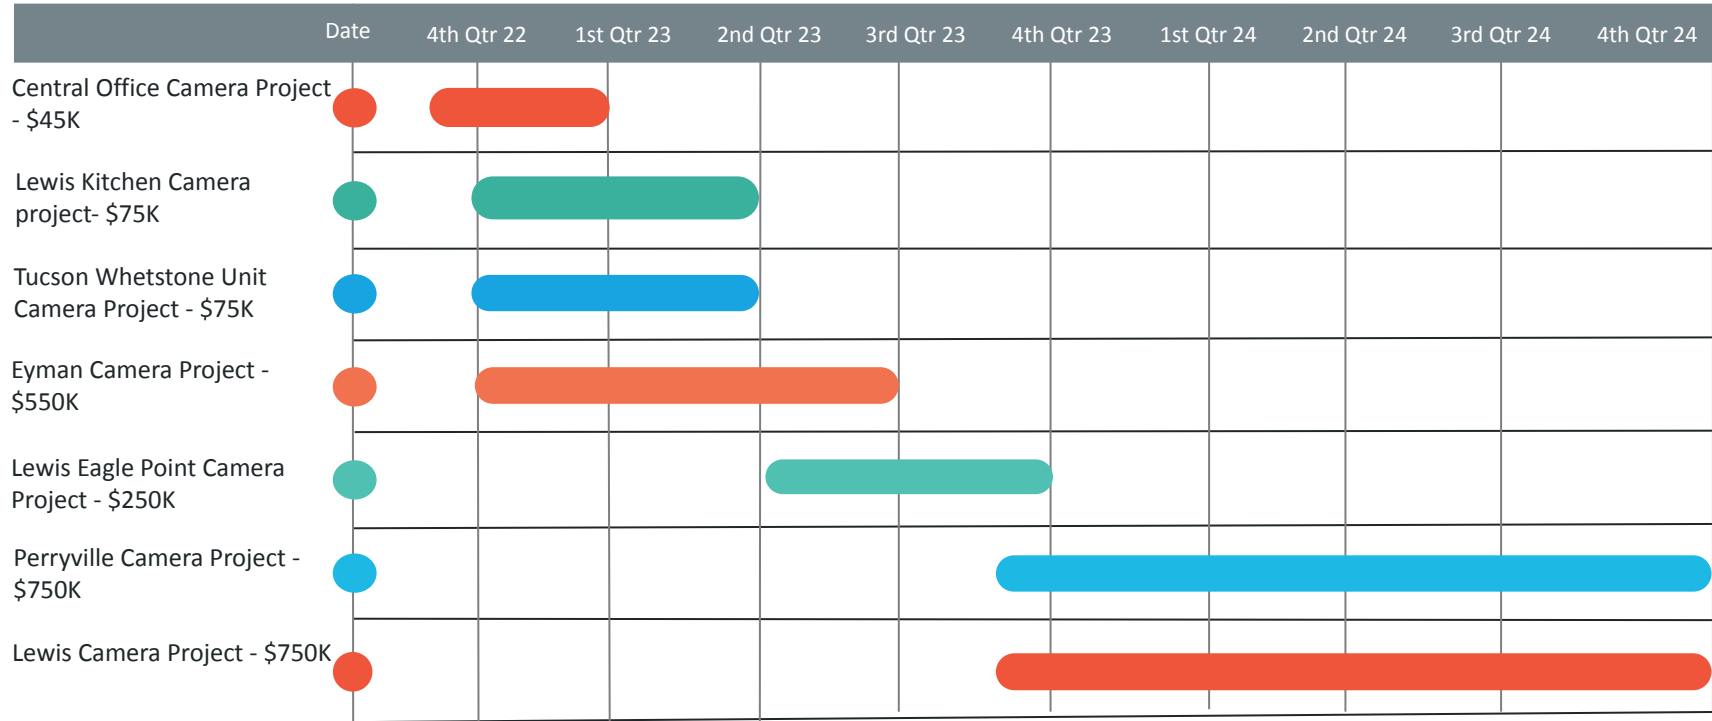 Date 4th Qtr 22 1st Qtr 23 2nd Qtr 23 3rd Qtr 23 4th Qtr 23 1st Qtr 24 2nd Qtr 24 3rd Qtr 24 4th Qtr 24
Central Office Camera Project
- $45K
Lewis Kitchen Camera
project- $75K
Tucson Whetstone Unit
Camera Project - $75K
Eyman Camera Project -
$550K
Lewis Eagle Point Camera
Project - $250K
Perryville Camera Project -
$750K
Lewis Camera Project - $750K